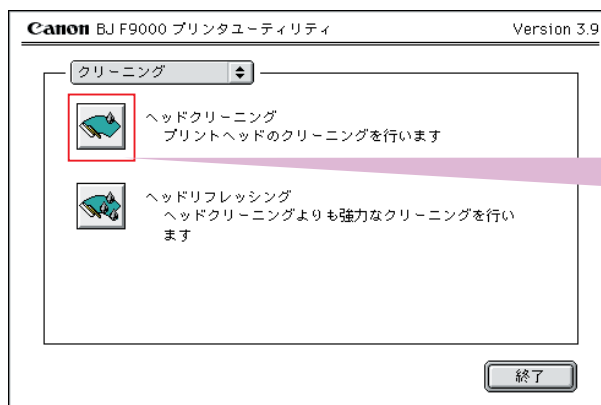 Canon BJ F9000 プリンタユーティリティ Version 3.9
クリーニング
ヘッドクリーニング
プリントヘッドのクリーニングを行います
ヘッドリフレッシング
ヘッドクリーニングよりも強力なクリーニングを行い
ます
終了